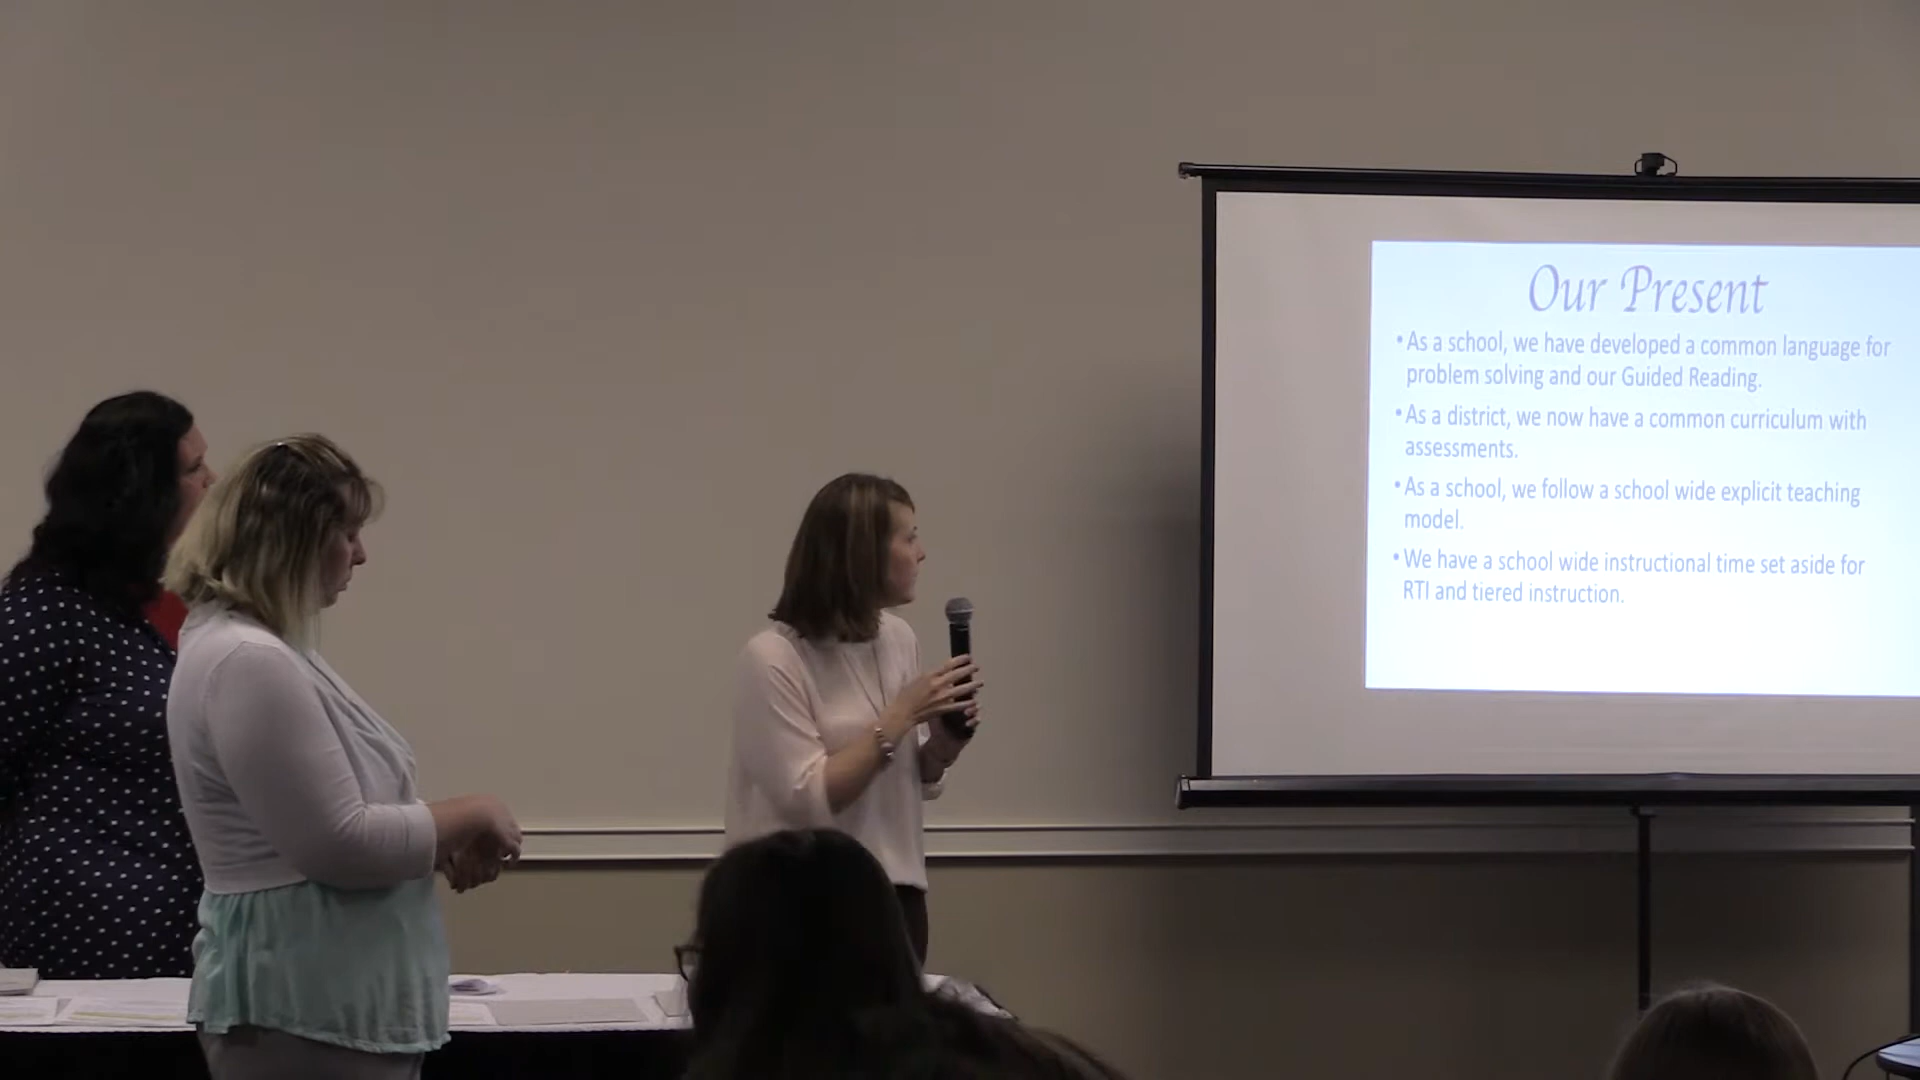 Our Present
•As a school, we have developed a common language for
problem solving and our Guided Reading.
•As a district, we now have a common curriculum with
assessments.
•As a school, we follow a school wide explicit teaching
model.
•We have a school wide instructional time set aside for
RTI and tiered instruction.